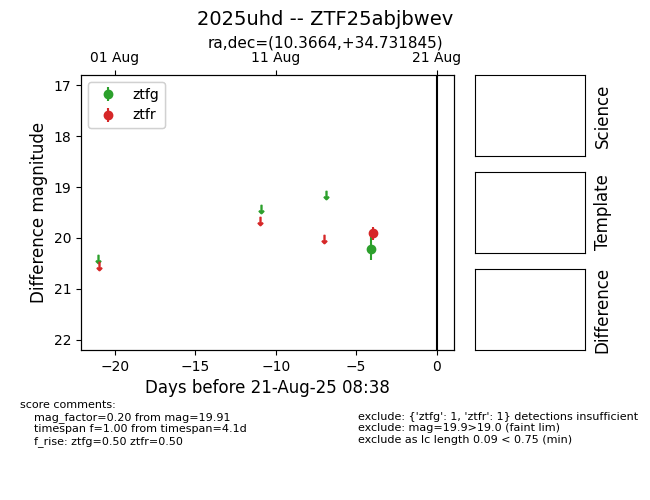 2025uhd -- ZTF25abjbwev
ra,dec=(10.3664,+34.731845)
01 Aug 11 Aug 21 Aug
ztfg
ztfr
17
18
19
20
21
22
Difference magnitude
−20 −15 −10 −5 0
Days before 21-Aug-25 08:38
Science
Template
Difference
score comments:
mag_factor=0.20 from mag=19.91
timespan f=1.00 from timespan=4.1d
f_rise: ztfg=0.50 ztfr=0.50
exclude: {'ztfg': 1, 'ztfr': 1} detections insufficient
exclude: mag=19.9>19.0 (faint lim)
exclude as lc length 0.09 < 0.75 (min)